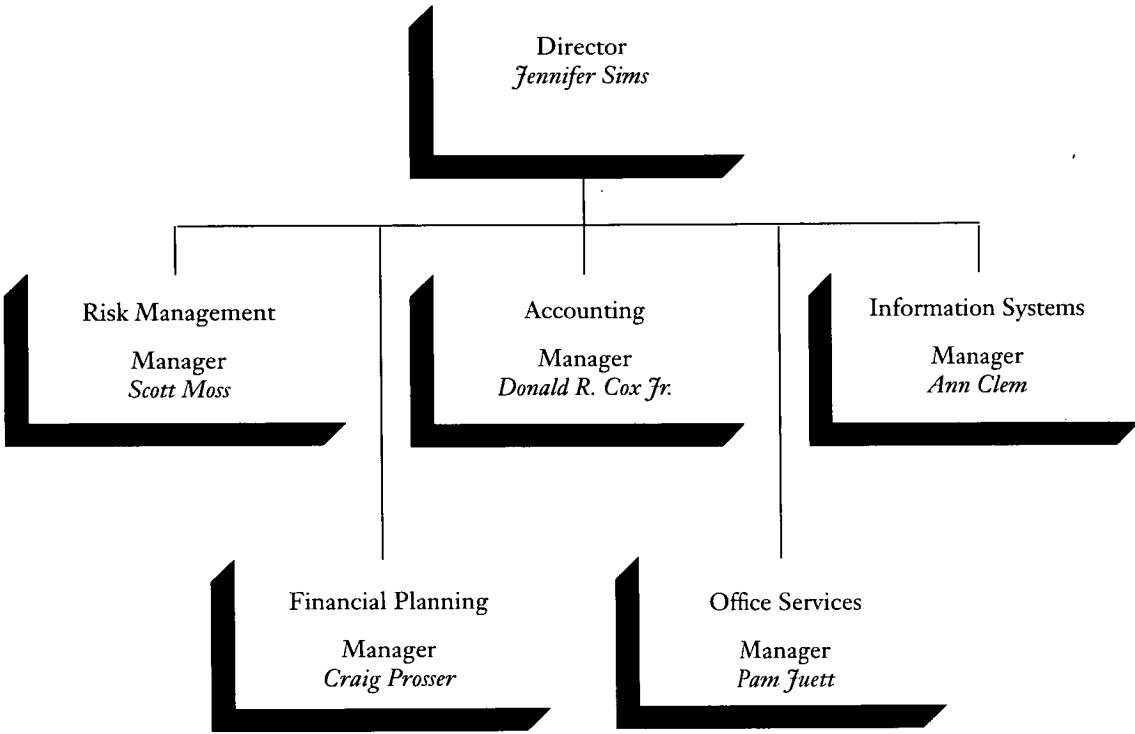 Director
Jennifer Sims
Risk Management
Manager
Scott Moss
Accounting
Manager
Donald R. Cox Jr.
Information Systems
Manager
Ann Clem
Financial Planning
Manager
Craig Prosser
Office Services
Manager
Pam Juett